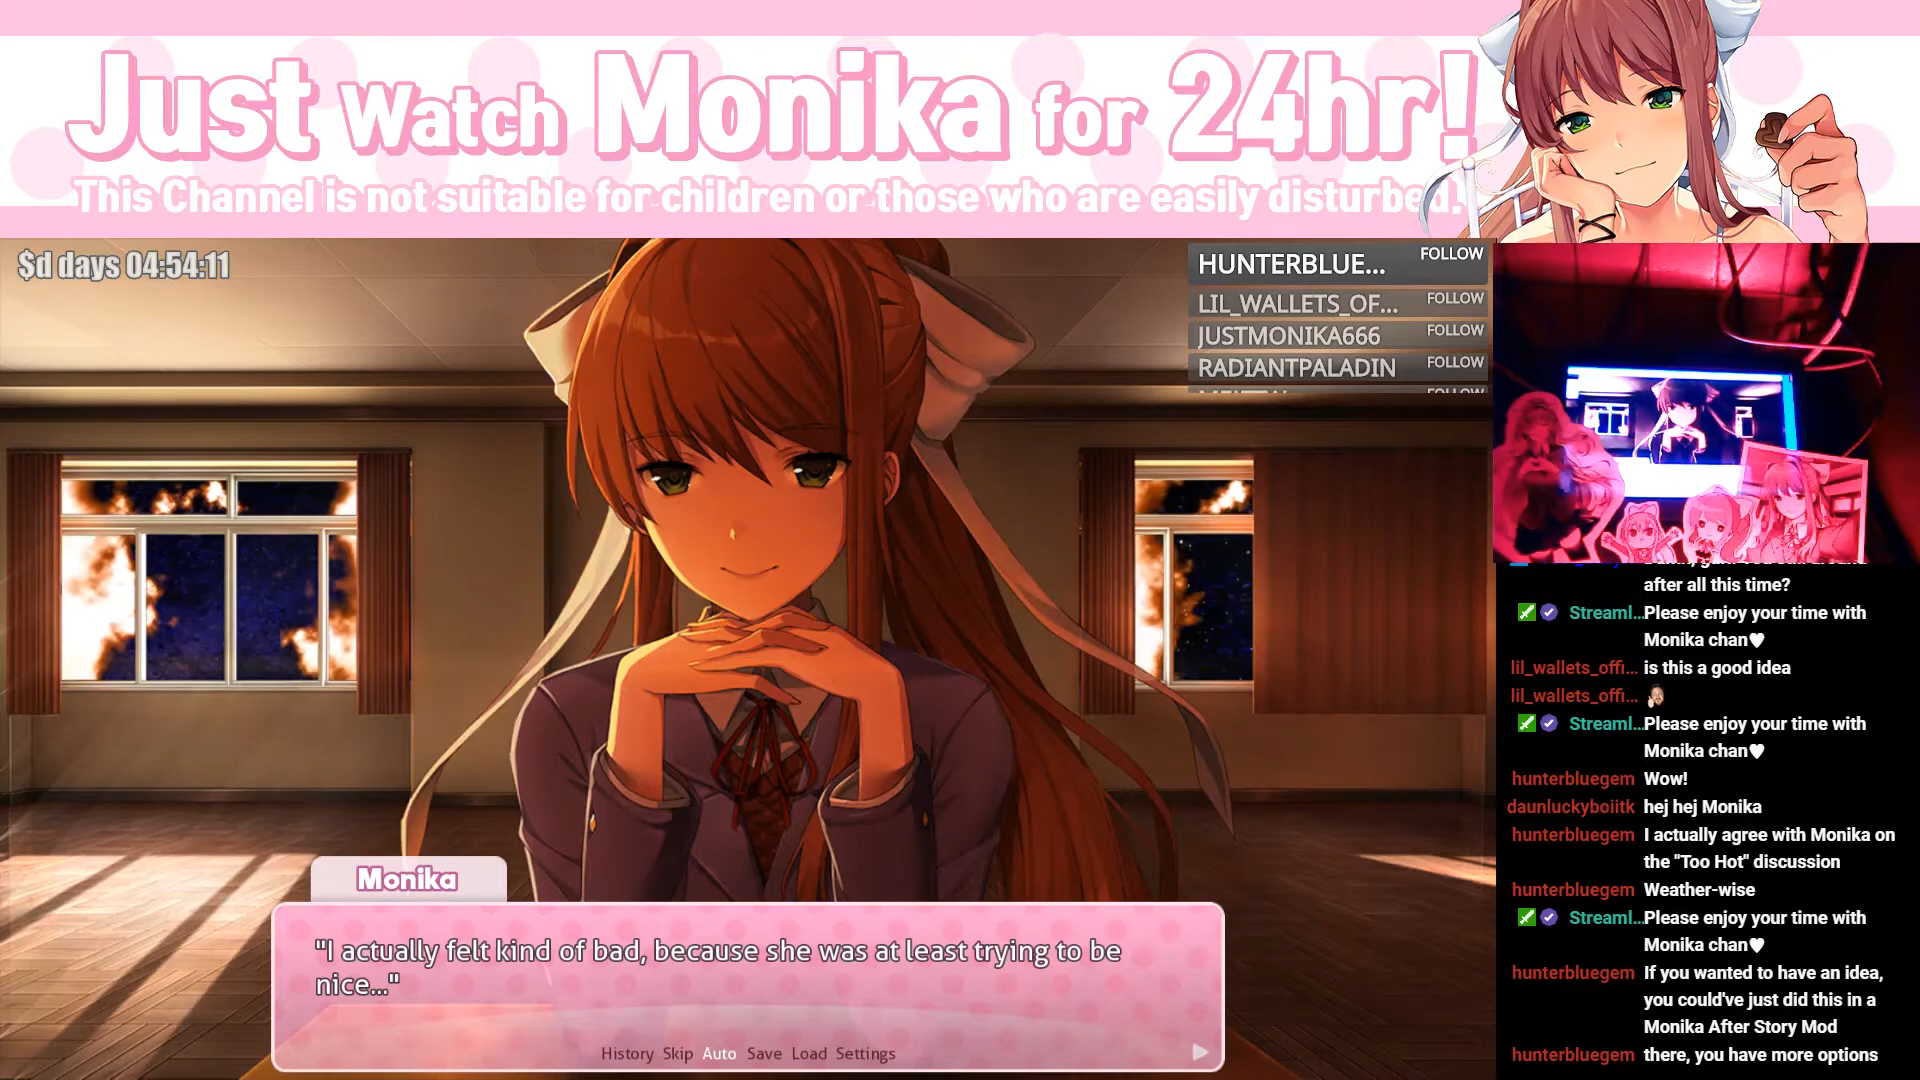 Just Watch Monika for 24hr!
This Channel is not suitable for children or those who are easily disturbed.
$d days 04:54:11
HUNTERBLUE... FOLLOW
LIL_WALLETS_OF... FOLLOW
JUSTMONIKA666 FOLLOW
RADIANTPALADIN FOLLOW
FOLLOW
after all this time?
Streaml... Please enjoy your time with
Monika chan♥
lil_wallets_offi... is this a good idea
lil_wallets_offi...
Streaml... Please enjoy your time with
Monika chan♥
hunterbluegem Wow!
daunluckyboiitk hej hej Monika
hunterbluegem I actually agree with Monika on
the "Too Hot" discussion
hunterbluegem Weather-wise
Streaml... Please enjoy your time with
Monika chan♥
hunterbluegem If you wanted to have an idea,
you could've just did this in a
Monika After Story Mod
hunterbluegem there, you have more options
Monika
"I actually felt kind of bad, because she was at least trying to be
nice..."
History Skip Auto Save Load Settings